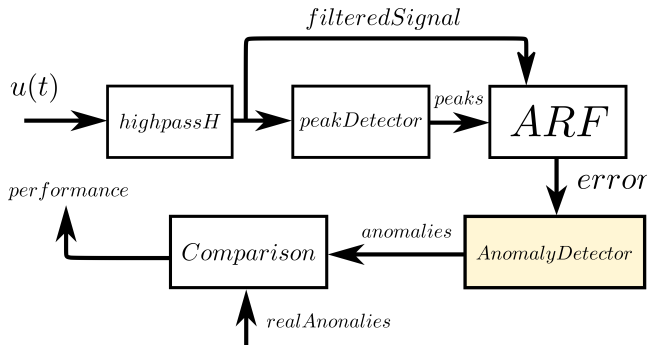 filteredSignal
u(t)
highpassH
peakDetector
peaks
ARF
error
performance
Comparison
anomalies
AnomalyDetector
realAnonalies